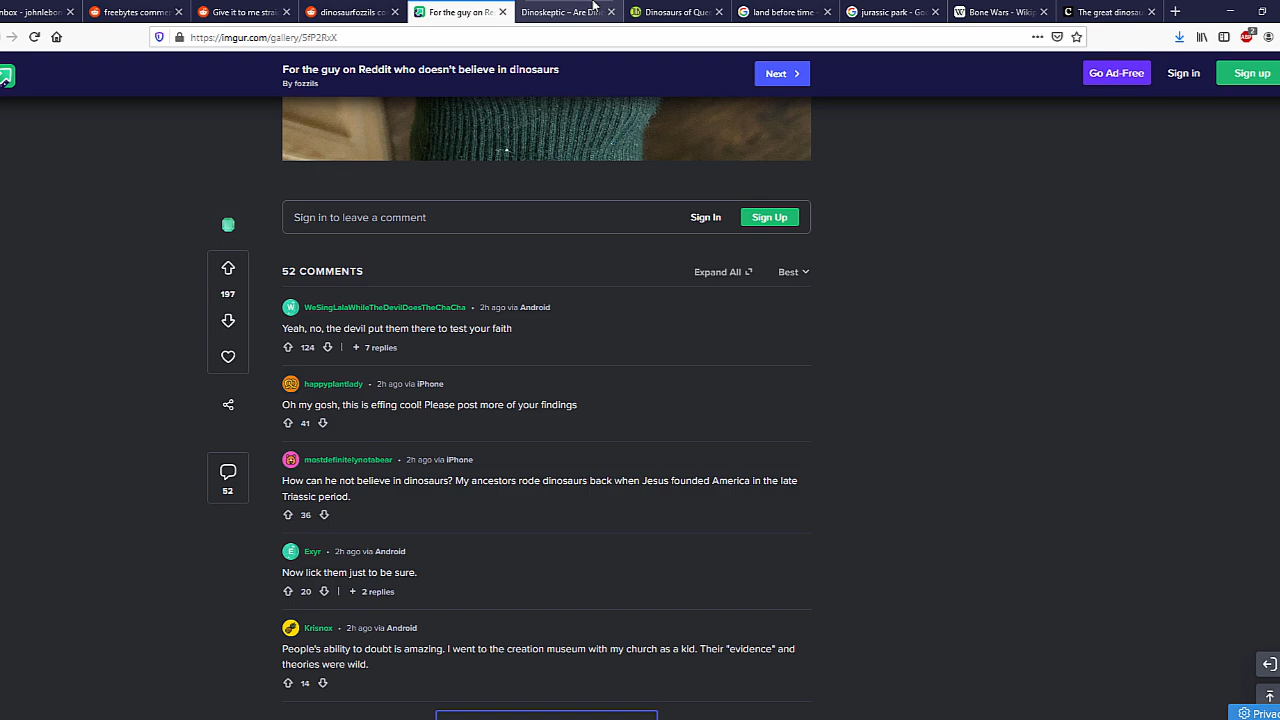 nbox - johnlebon
freebytes comme
Give it to me strai
dinosaurfozzils co
For the guy on Re
Dinoskeptic – Are Di
Dinosaurs of Quee
land before time -
jurassic park - Goo
Bone Wars - Wikip
The great dinosau
https://imgur.com/gallery/5fP2RxX
For the guy on Reddit who doesn't believe in dinosaurs
By fozzils
Next
Go Ad-Free
Sign in
Sign up
Sign in to leave a comment
Sign In
Sign Up
197
52 COMMENTS
Expand All
Best
WeSingLalaWhileTheDevilDoesTheChaCha • 2h ago via Android
Yeah, no, the devil put them there to test your faith
124 | + 7 replies
happyplantlady • 2h ago via iPhone
Oh my gosh, this is effing cool! Please post more of your findings
41
mostdefinitelynotabear • 2h ago via iPhone
52
How can he not believe in dinosaurs? My ancestors rode dinosaurs back when Jesus founded America in the late
Triassic period.
36
Exyr • 2h ago via Android
Now lick them just to be sure.
20 | + 2 replies
Krisnox • 2h ago via Android
People's ability to doubt is amazing. I went to the creation museum with my church as a kid. Their "evidence" and
theories were wild.
14
Privac